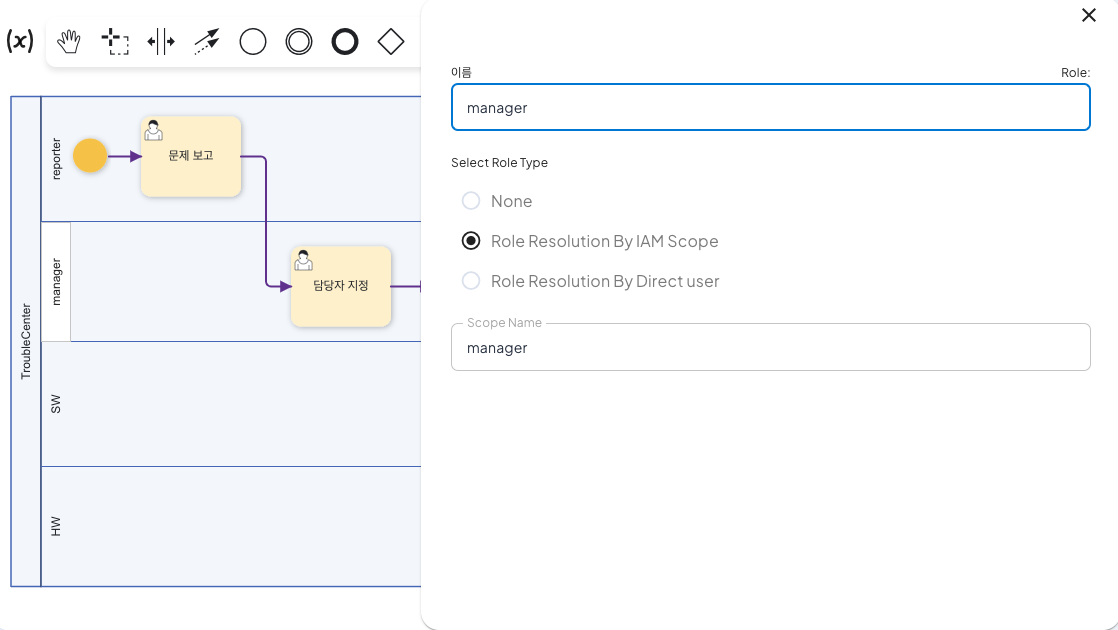 (x)
이름
Role:
manager
Select Role Type
None
Role Resolution By IAM Scope
Role Resolution By Direct user
Scope Name
manager
TroubleCenter
reporter
문제 보고
manager
담당자 지정
SW
HW